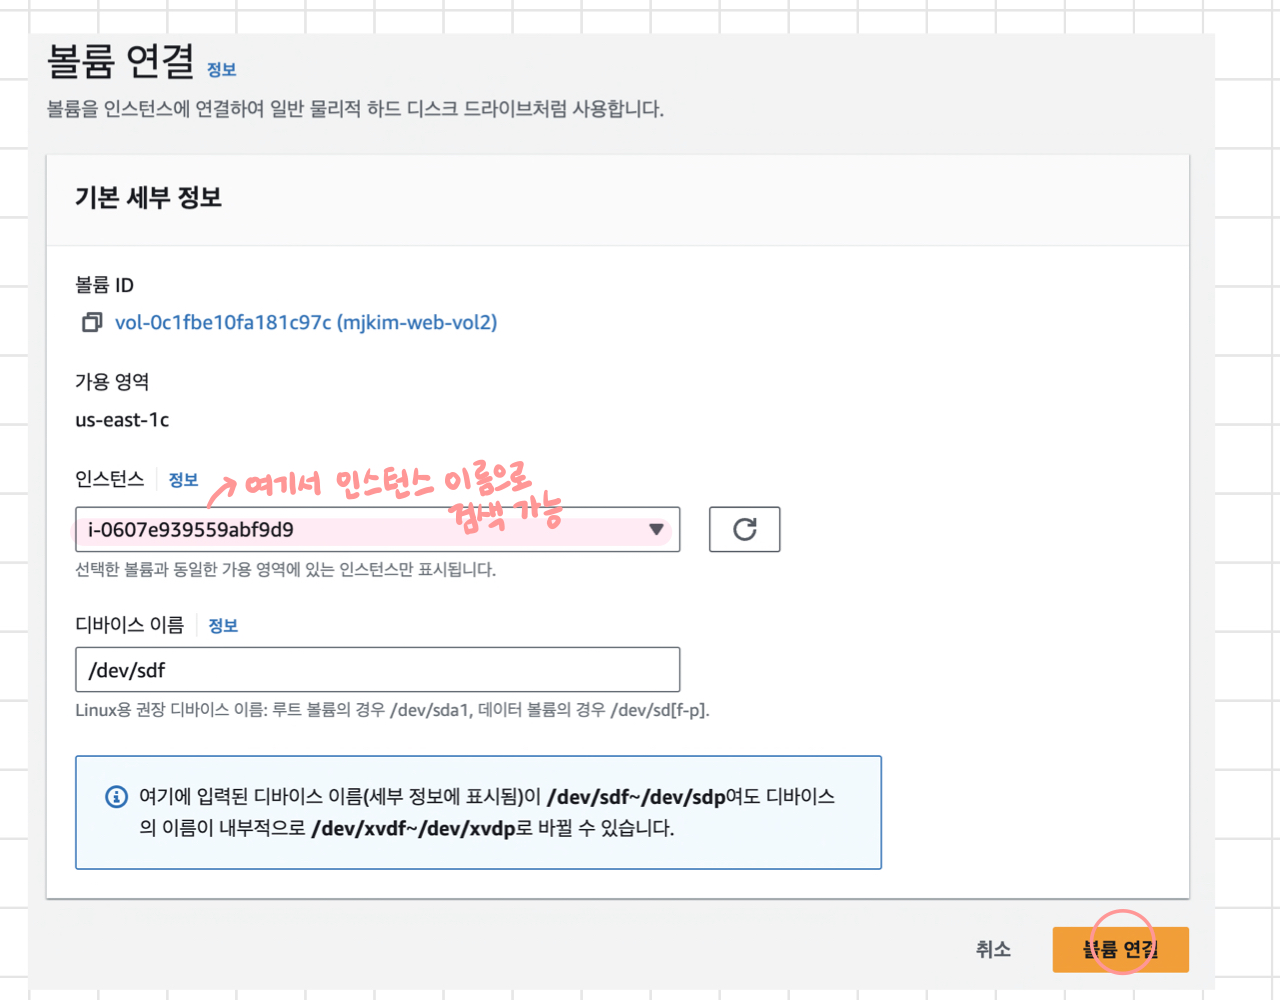 볼륨 연결 정보
볼륨을 인스턴스에 연결하여 일반 물리적 하드 디스크 드라이브처럼 사용합니다.
기본 세부 정보
볼륨 ID
vol-0c1fbe10fa181c97c (mjkim-web-vol2)
가용 영역
us-east-1c
인스턴스 정보
여기서 인스턴스 이름으로
검색 가능
i-0607e939559abf9d9
선택한 볼륨과 동일한 가용 영역에 있는 인스턴스만 표시됩니다.
디바이스 이름 정보
/dev/sdf
Linux용 권장 디바이스 이름: 루트 볼륨의 경우 /dev/sda1, 데이터 볼륨의 경우 /dev/sd[f-p].
여기에 입력된 디바이스 이름(세부 정보에 표시됨)이 /dev/sdf~/dev/sdp여도 디바이스
의 이름이 내부적으로 /dev/xvdf~/dev/xvdp로 바뀔 수 있습니다.
취소 볼륨 연결